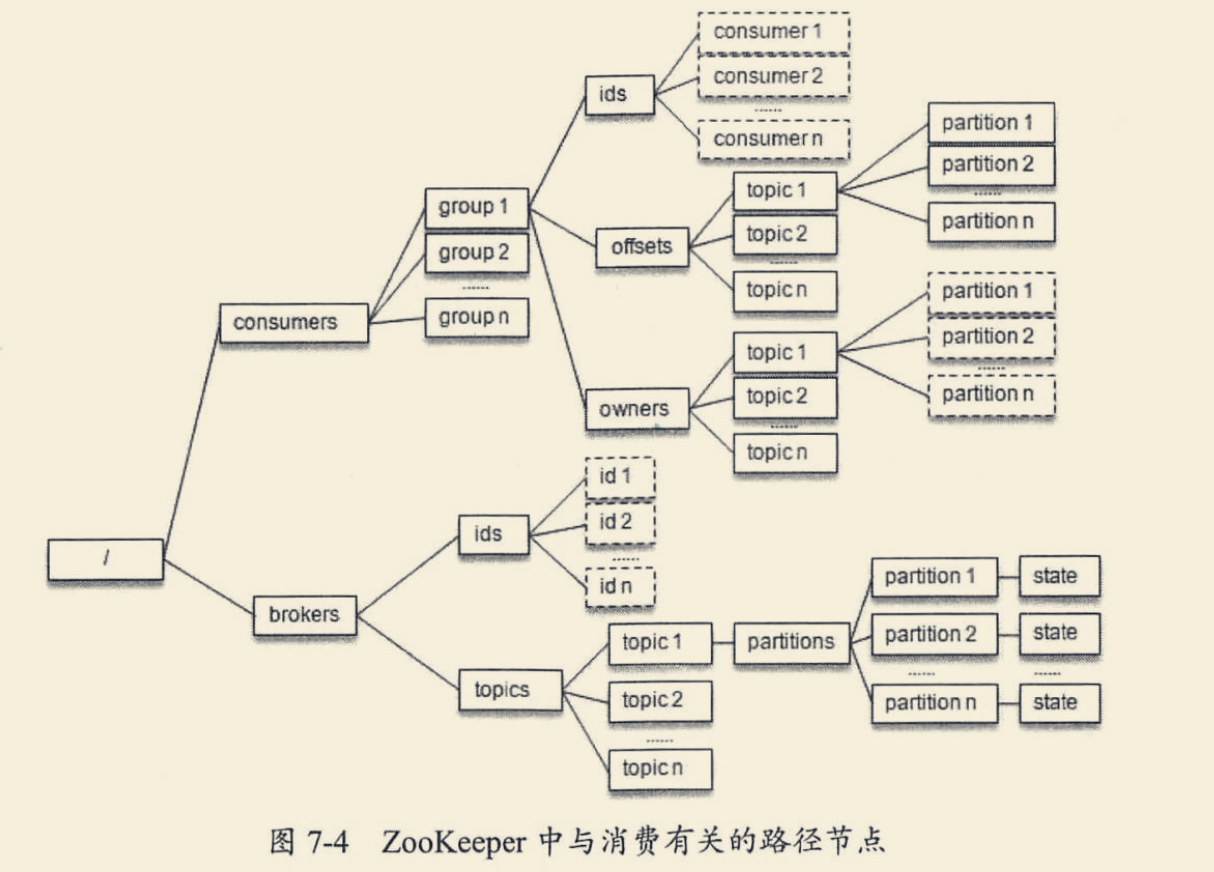 consumer 1
consumer 2
......
consumer n
ids
partition 1
partition 2
......
partition n
topic 1
topic 2
......
topic n
offsets
group 1
group 2
......
group n
consumers
partition 1
partition 2
......
partition n
topic 1
topic 2
......
topic n
owners
/
id 1
id 2
......
id n
ids
brokers
partition 1
state
partition 2
state
......
......
partition n
state
topic 1
partitions
topics
topic 2
......
topic n
图 7-4 ZooKeeper 中与消费有关的路径节点